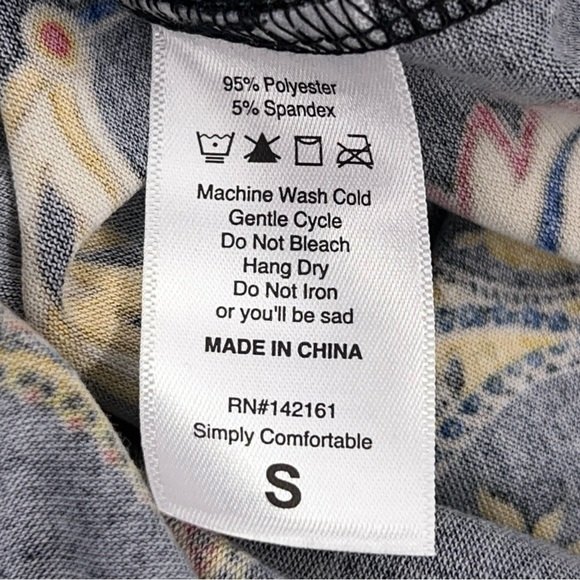 95% Polyester
5% Spandex
Machine Wash Cold
Gentle Cycle
Do Not Bleach
Hang Dry
Do Not Iron
or you'll be sad
MADE IN CHINA
RN#142161
Simply Comfortable
S